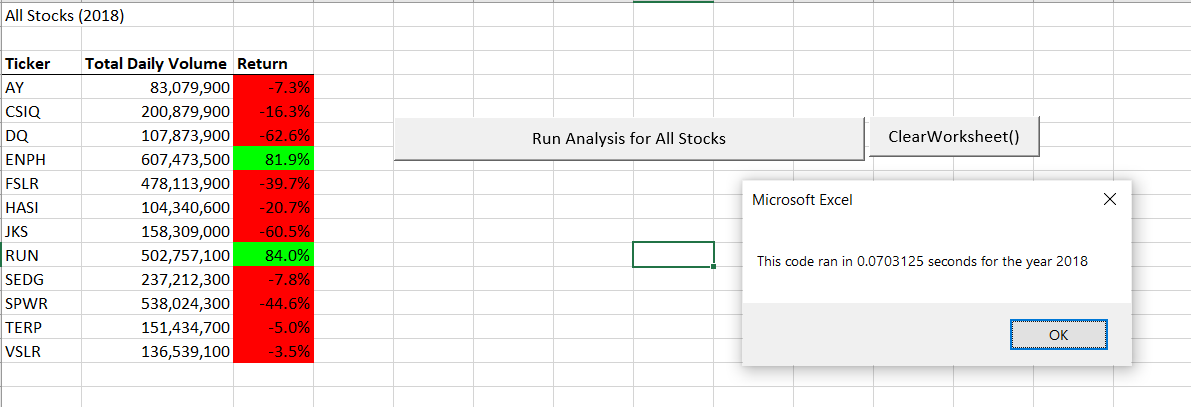 All Stocks (2018)
Ticker Total Daily Volume Return
AY 83,079,900 -7.3%
CSIQ 200,879,900 -16.3%
DQ 107,873,900 -62.6%
ENPH 607,473,500 81.9%
FSLR 478,113,900 -39.7%
HASI 104,340,600 -20.7%
JKS 158,309,000 -60.5%
RUN 502,757,100 84.0%
SEDG 237,212,300 -7.8%
SPWR 538,024,300 -44.6%
TERP 151,434,700 -5.0%
VSLR 136,539,100 -3.5%
Run Analysis for All Stocks
ClearWorksheet()
Microsoft Excel
This code ran in 0.0703125 seconds for the year 2018
OK